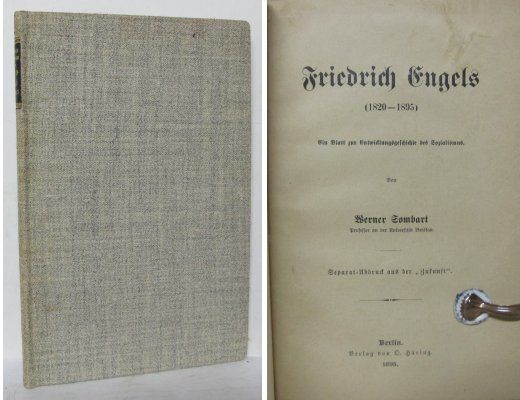 Friedrich Engels
(1820—1895)
Ein Blatt zur Entwicklungsgeschichte des Sozialismus.
Von
Werner Sombart
Professor an der Universität Breslau
Separat-Abdruck aus der „Zukunft“.
Berlin.
Verlag von O. Häring.
1895.